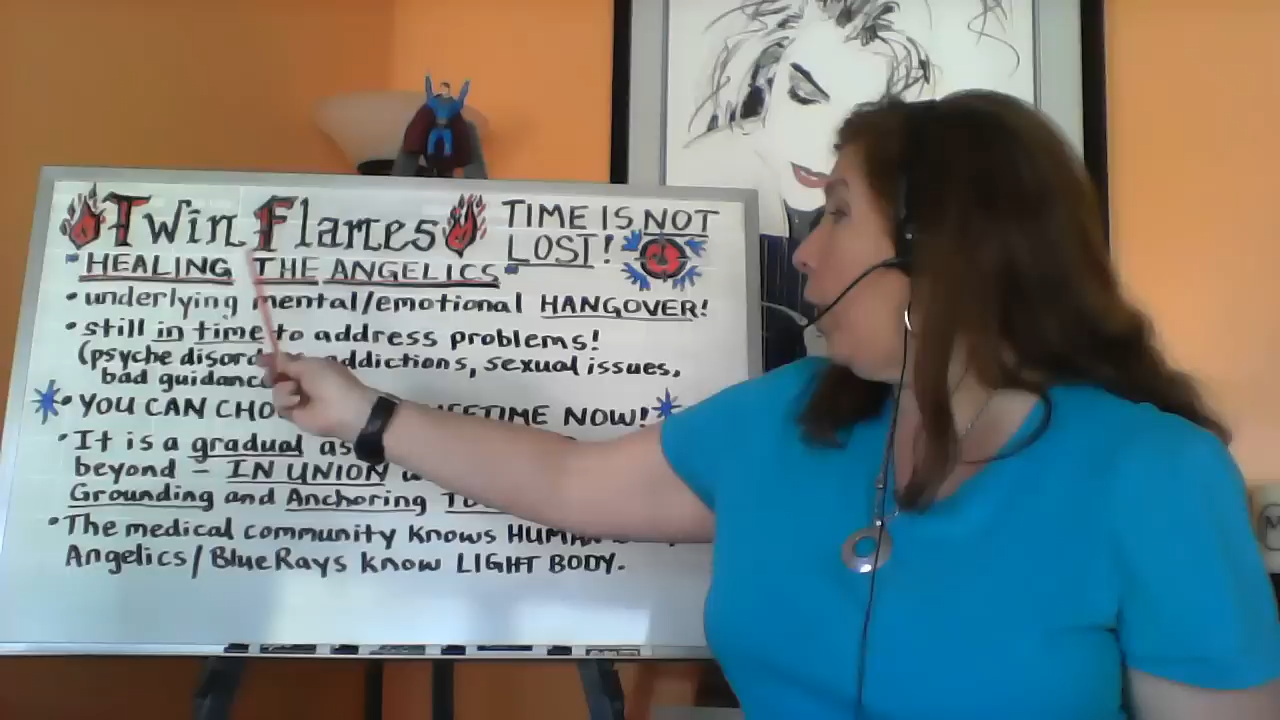 Twin Flames
TIME IS NOT
LOST!
"HEALING THE ANGELICS"
• underlying mental/emotional HANGOVER!
• still in time to address problems!
(psyche addictions, sexual issues,
bad guidance
• YOU CAN NOW!
• It is a gradual
beyond - IN UNION
Grounding and Anchoring
• The medical community knows HUMAN
Angelics/BlueRays know LIGHT BODY.